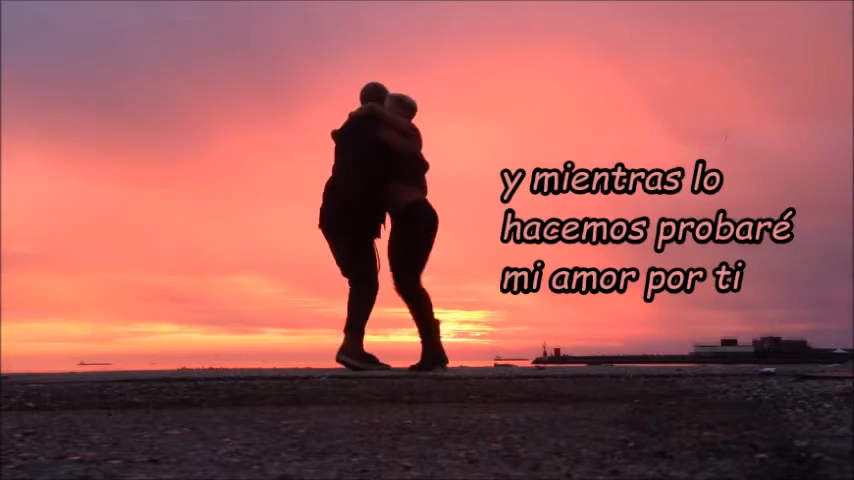 y mientras lo
hacemos probaré
mi amor por ti